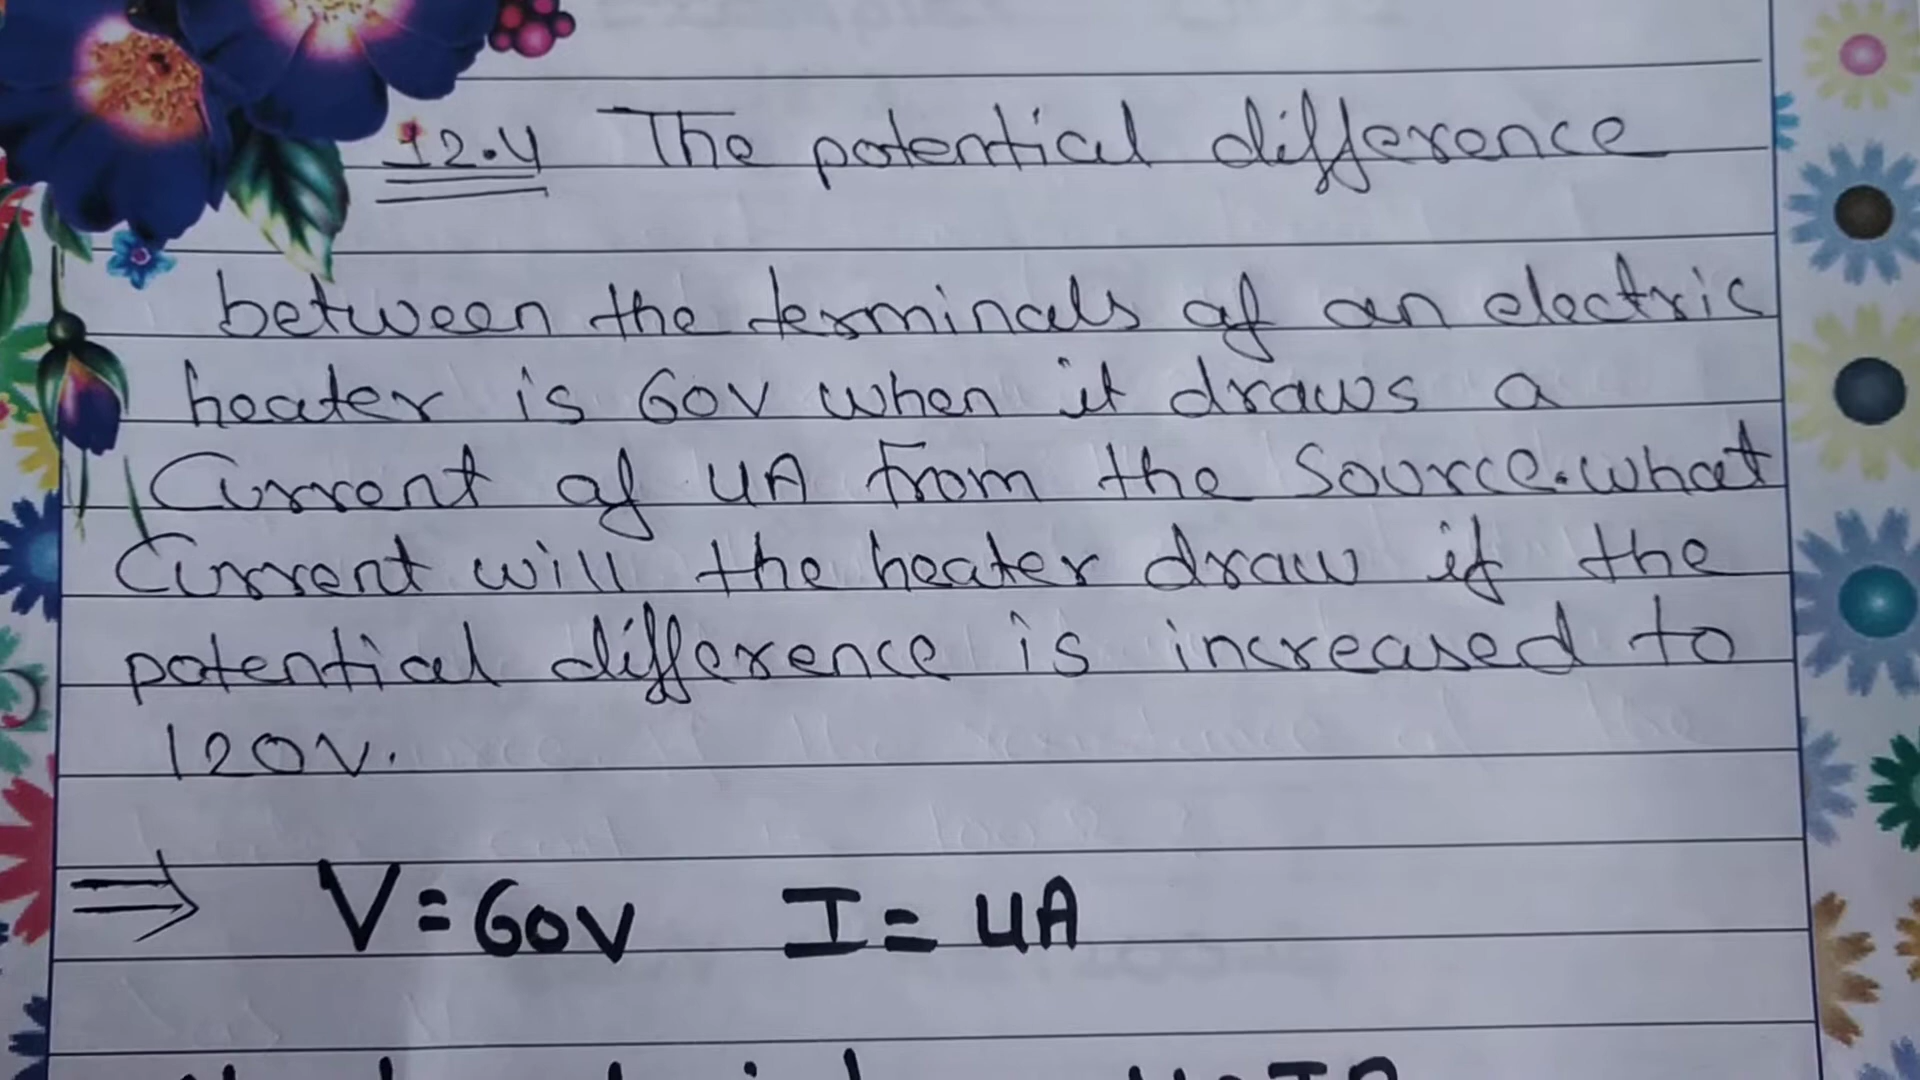 12.4 The potential difference
between the terminals of an electric
heater is 60V when it draws a
Current of 4A from the Source. what
Current will the heater draw if the
potential difference is increased to
120V.
⇒ V=60V I= 4A